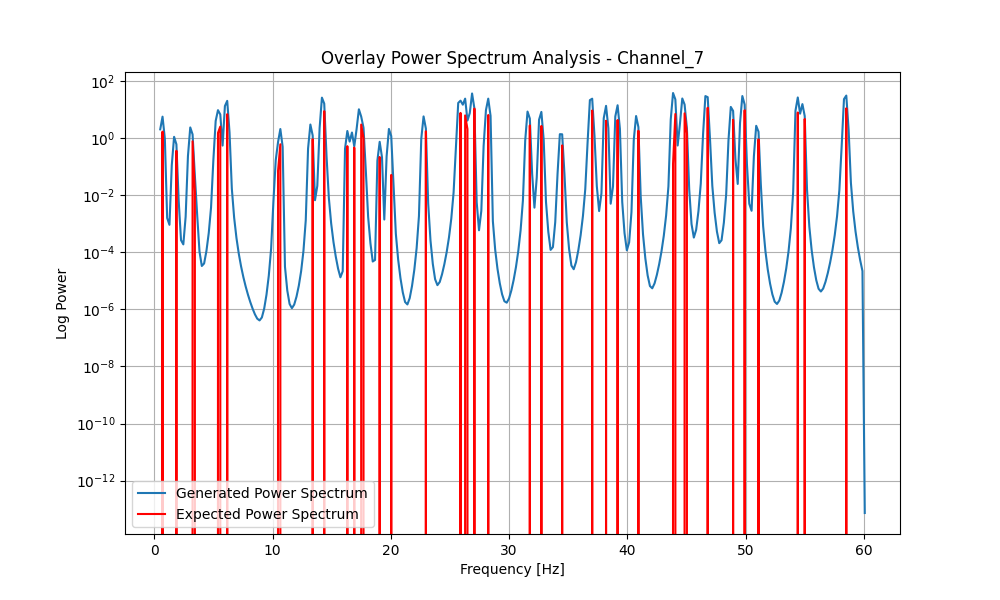 Overlay Power Spectrum Analysis - Channel_7
Log Power
10^2
10^0
10^-2
10^-4
10^-6
10^-8
10^-10
10^-12
Generated Power Spectrum
Expected Power Spectrum
0 10 20 30 40 50 60
Frequency [Hz]